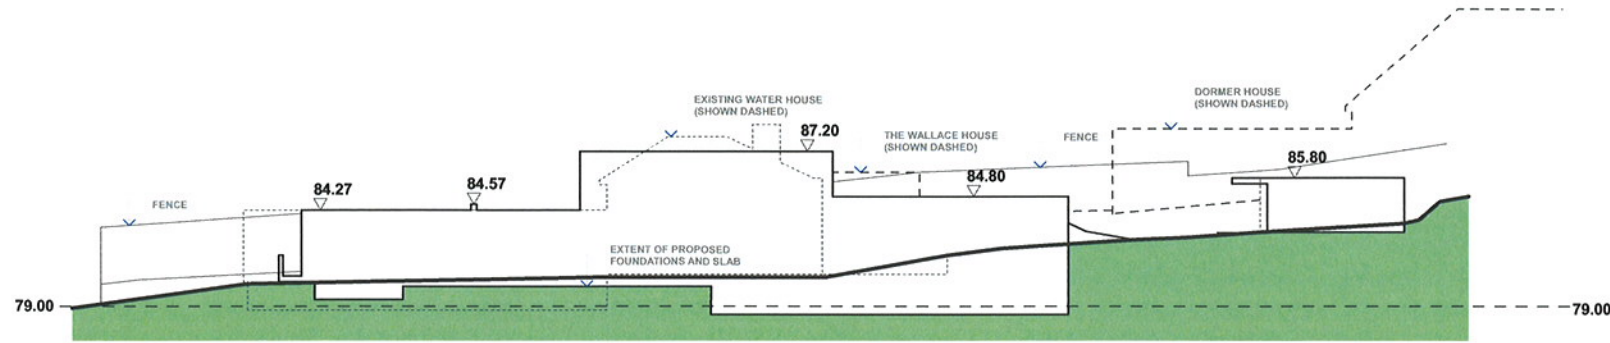 DORMER HOUSE
(SHOWN DASHED)
EXISTING WATER HOUSE
(SHOWN DASHED)
87.20
THE WALLACE HOUSE
(SHOWN DASHED)
FENCE
85.80
84.80
84.27
84.57
FENCE
EXTENT OF PROPOSED
FOUNDATIONS AND SLAB
79.00
79.00